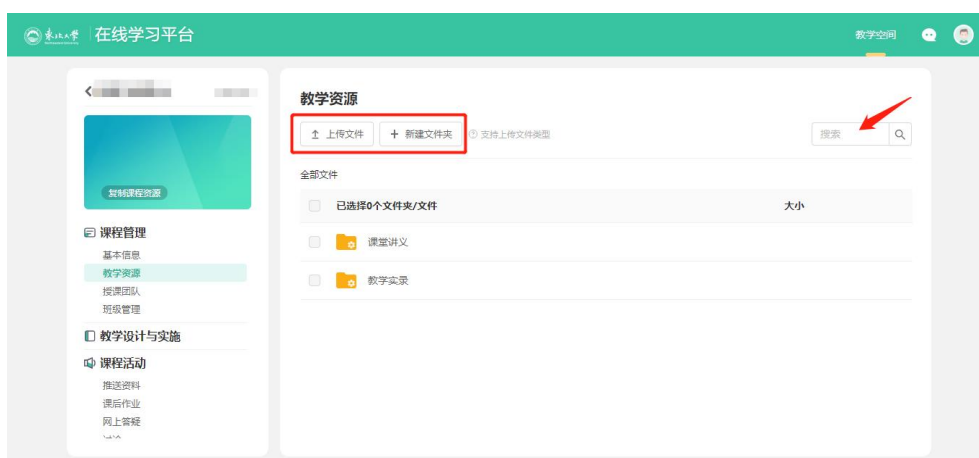 东北大学 在线学习平台 教学空间
复制课程资源
课程管理
基本信息
教学资源
授课团队
班级管理
教学设计与实施
课程活动
推送资料
课后作业
网上答疑
教学资源
上传文件 + 新建文件夹 支持上传文件类型 搜索
全部文件
已选择0个文件夹/文件 大小
课堂讲义
教学实录